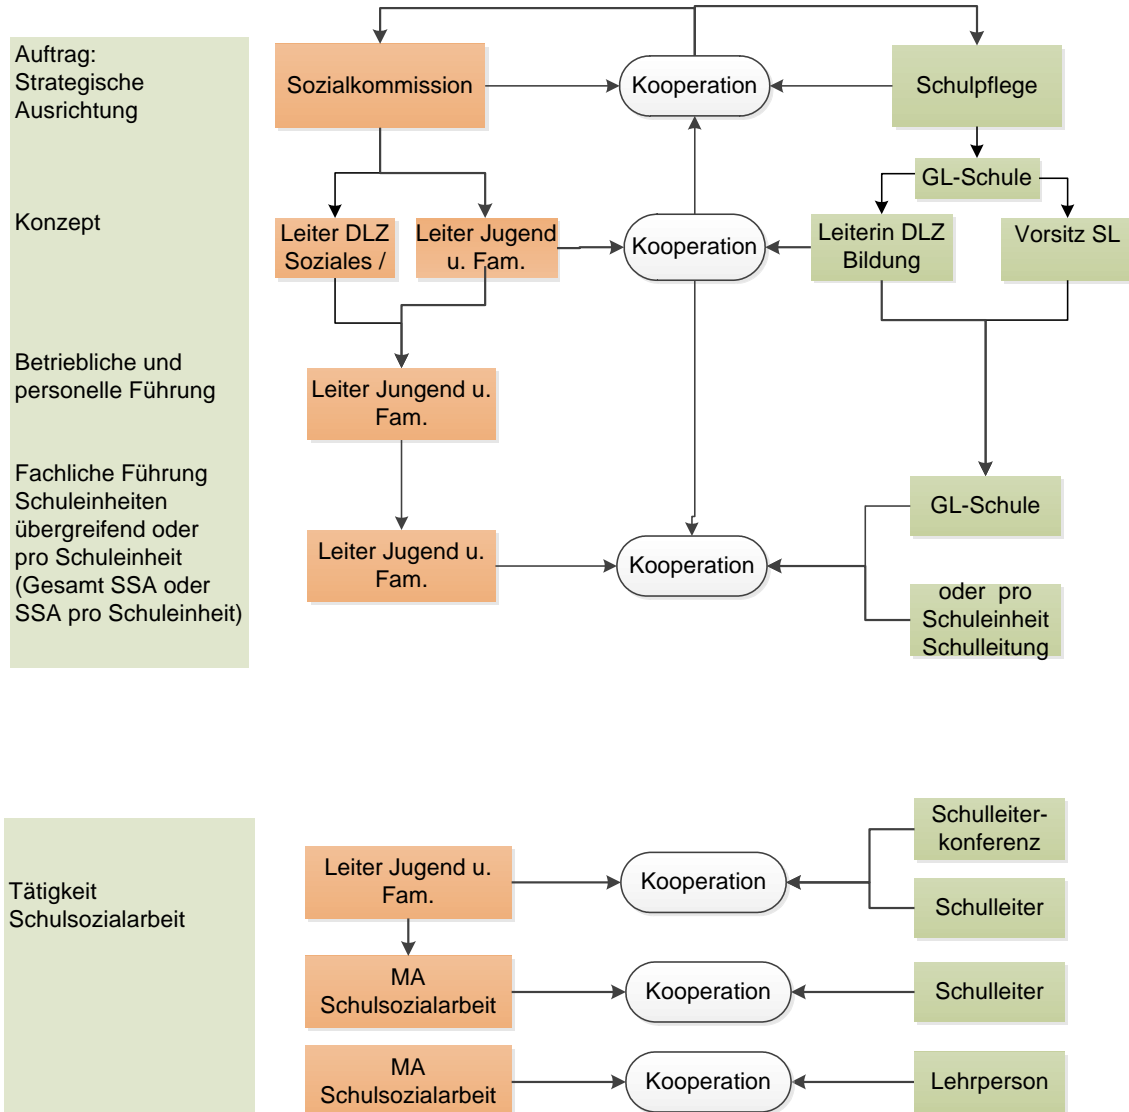 Auftrag:
Strategische
Ausrichtung
Sozialkommission
Kooperation
Schulpflege
GL-Schule
Konzept
Leiter DLZ
Soziales /
Leiter Jugend
u. Fam.
Kooperation
Leiterin DLZ
Bildung
Vorsitz SL
Betriebliche und
personelle Führung
Leiter Jungend u.
Fam.
Fachliche Führung
Schuleinheiten
übergreifend oder
pro Schuleinheit
(Gesamt SSA oder
SSA pro Schuleinheit)
Leiter Jugend u.
Fam.
Kooperation
GL-Schule
oder  pro
Schuleinheit
Schulleitung
Tätigkeit
Schulsozialarbeit
Leiter Jugend u.
Fam.
Kooperation
Schulleiter-
konferenz
Schulleiter
MA
Schulsozialarbeit
Kooperation
Schulleiter
MA
Schulsozialarbeit
Kooperation
Lehrperson